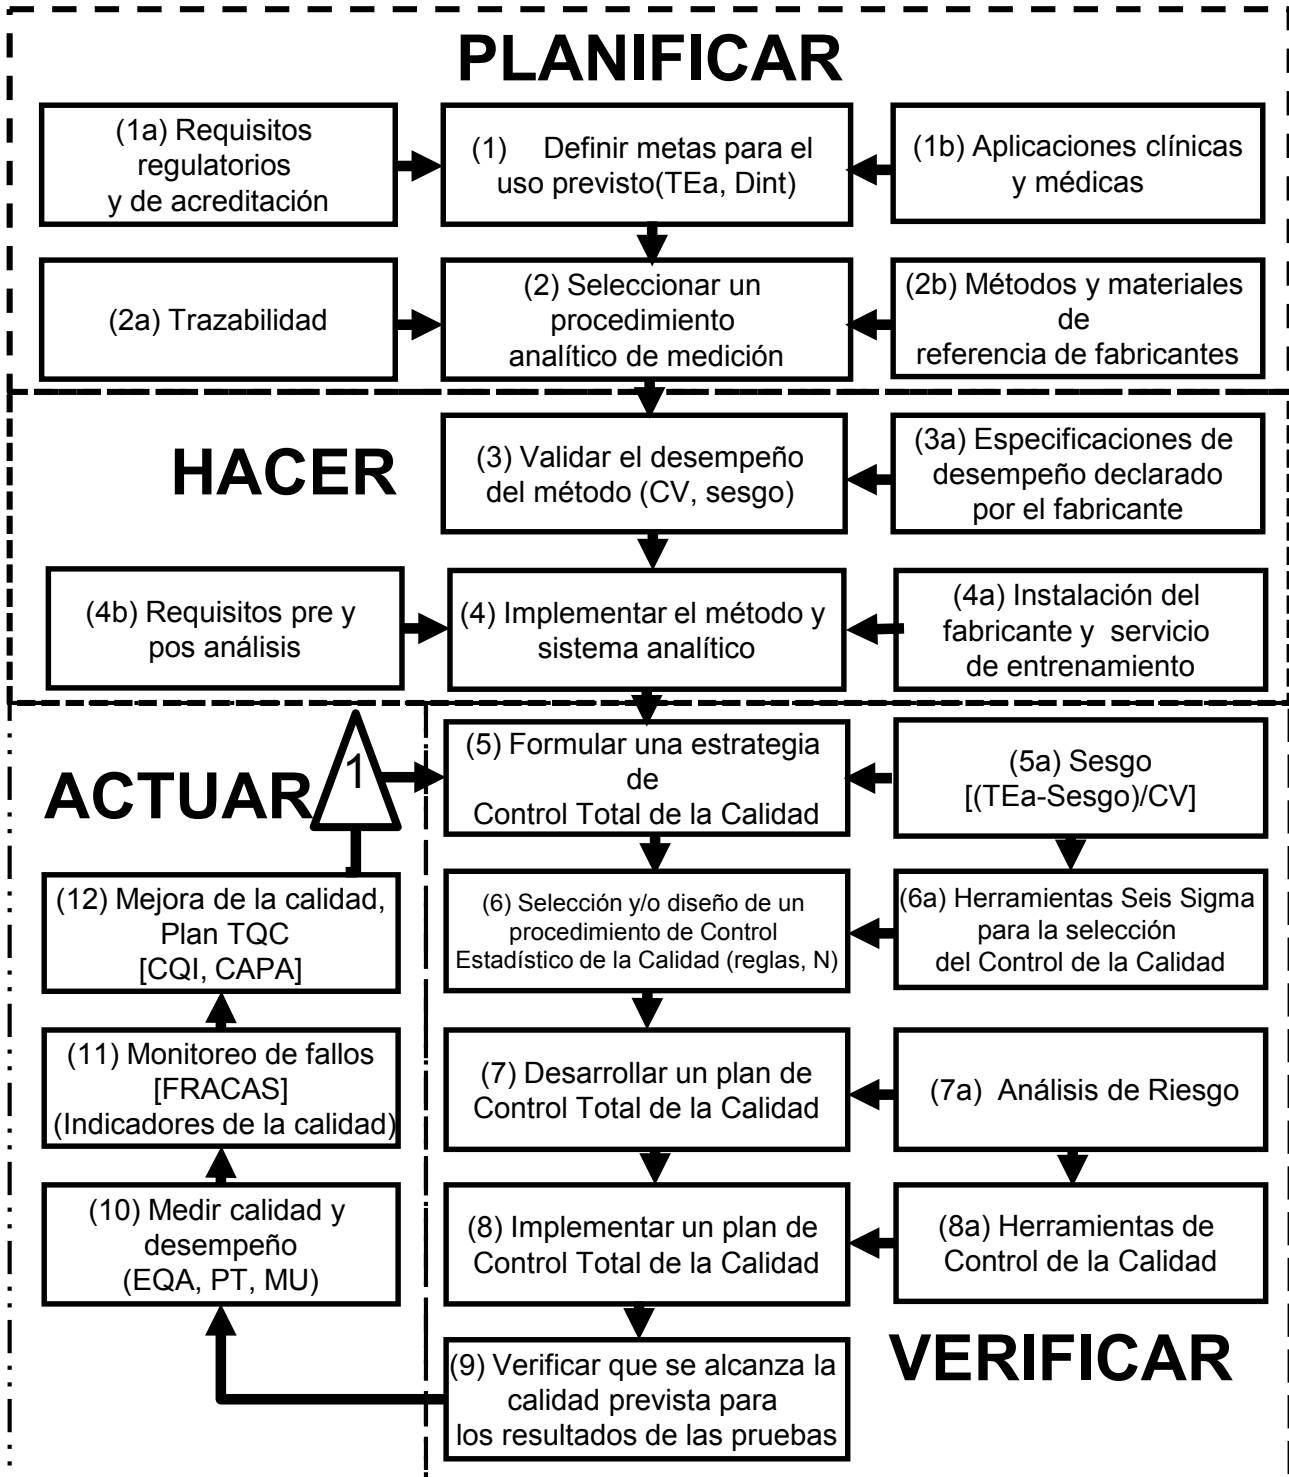 PLANIFICAR
(1a) Requisitos
regulatorios
y de acreditación
(1) Definir metas para el
uso previsto(TEa, Dint)
(1b) Aplicaciones clínicas
y médicas
(2a) Trazabilidad
(2) Seleccionar un
procedimiento
analítico de medición
(2b) Métodos y materiales
de
referencia de fabricantes
HACER
(3) Validar el desempeño
del método (CV, sesgo)
(3a) Especificaciones de
desempeño declarado
por el fabricante
(4b) Requisitos pre y
pos análisis
(4) Implementar el método y
sistema analítico
(4a) Instalación del
fabricante y servicio
de entrenamiento
ACTUAR
1
(5) Formular una estrategia
de
Control Total de la Calidad
(5a) Sesgo
[(TEa-Sesgo)/CV]
(12) Mejora de la calidad,
Plan TQC
[CQI, CAPA]
(6) Selección y/o diseño de un
procedimiento de Control
Estadístico de la Calidad (reglas, N)
(6a) Herramientas Seis Sigma
para la selección
del Control de la Calidad
(11) Monitoreo de fallos
[FRACAS]
(Indicadores de la calidad)
(7) Desarrollar un plan de
Control Total de la Calidad
(7a) Análisis de Riesgo
(10) Medir calidad y
desempeño
(EQA, PT, MU)
(8) Implementar un plan de
Control Total de la Calidad
(8a) Herramientas de
Control de la Calidad
(9) Verificar que se alcanza la
calidad prevista para
los resultados de las pruebas
VERIFICAR